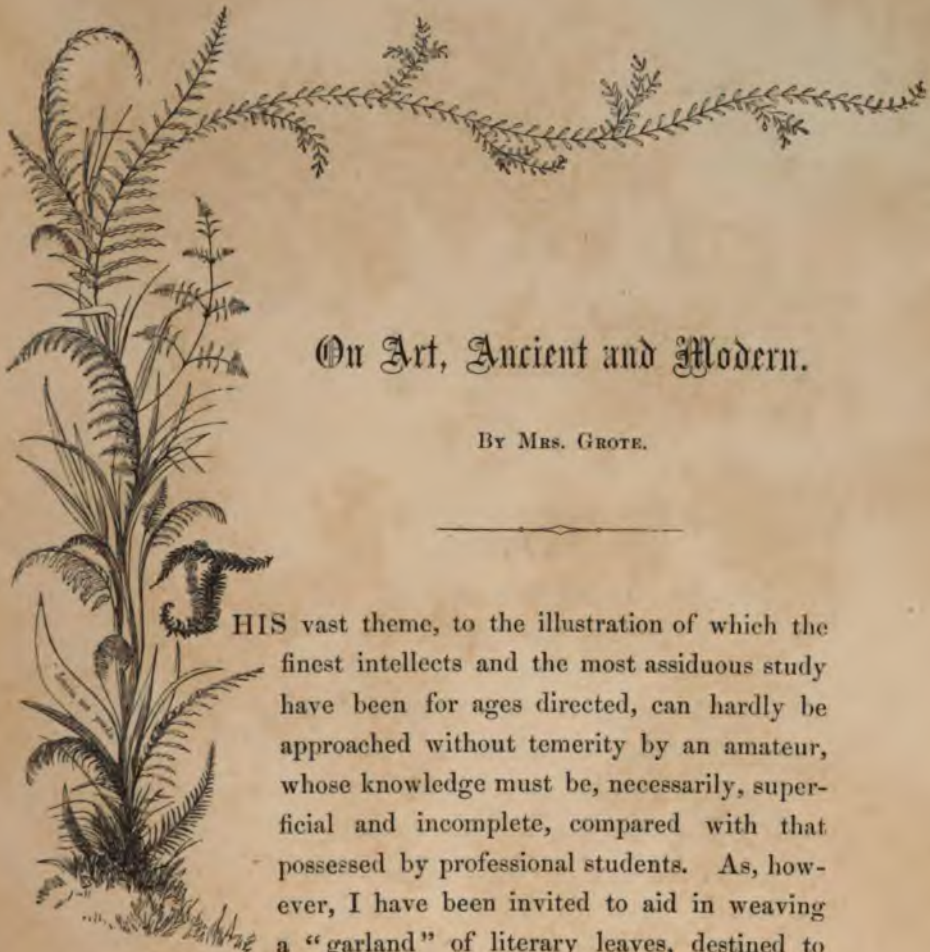 On Art, Ancient and Modern.
By Mrs. Grote.
THIS vast theme, to the illustration of which the
finest intellects and the most assiduous study
have been for ages directed, can hardly be
approached without temerity by an amateur,
whose knowledge must be, necessarily, super-
ficial and incomplete, compared with that
possessed by professional students. As, how-
ever, I have been invited to aid in weaving
a "garland" of literary leaves, destined to